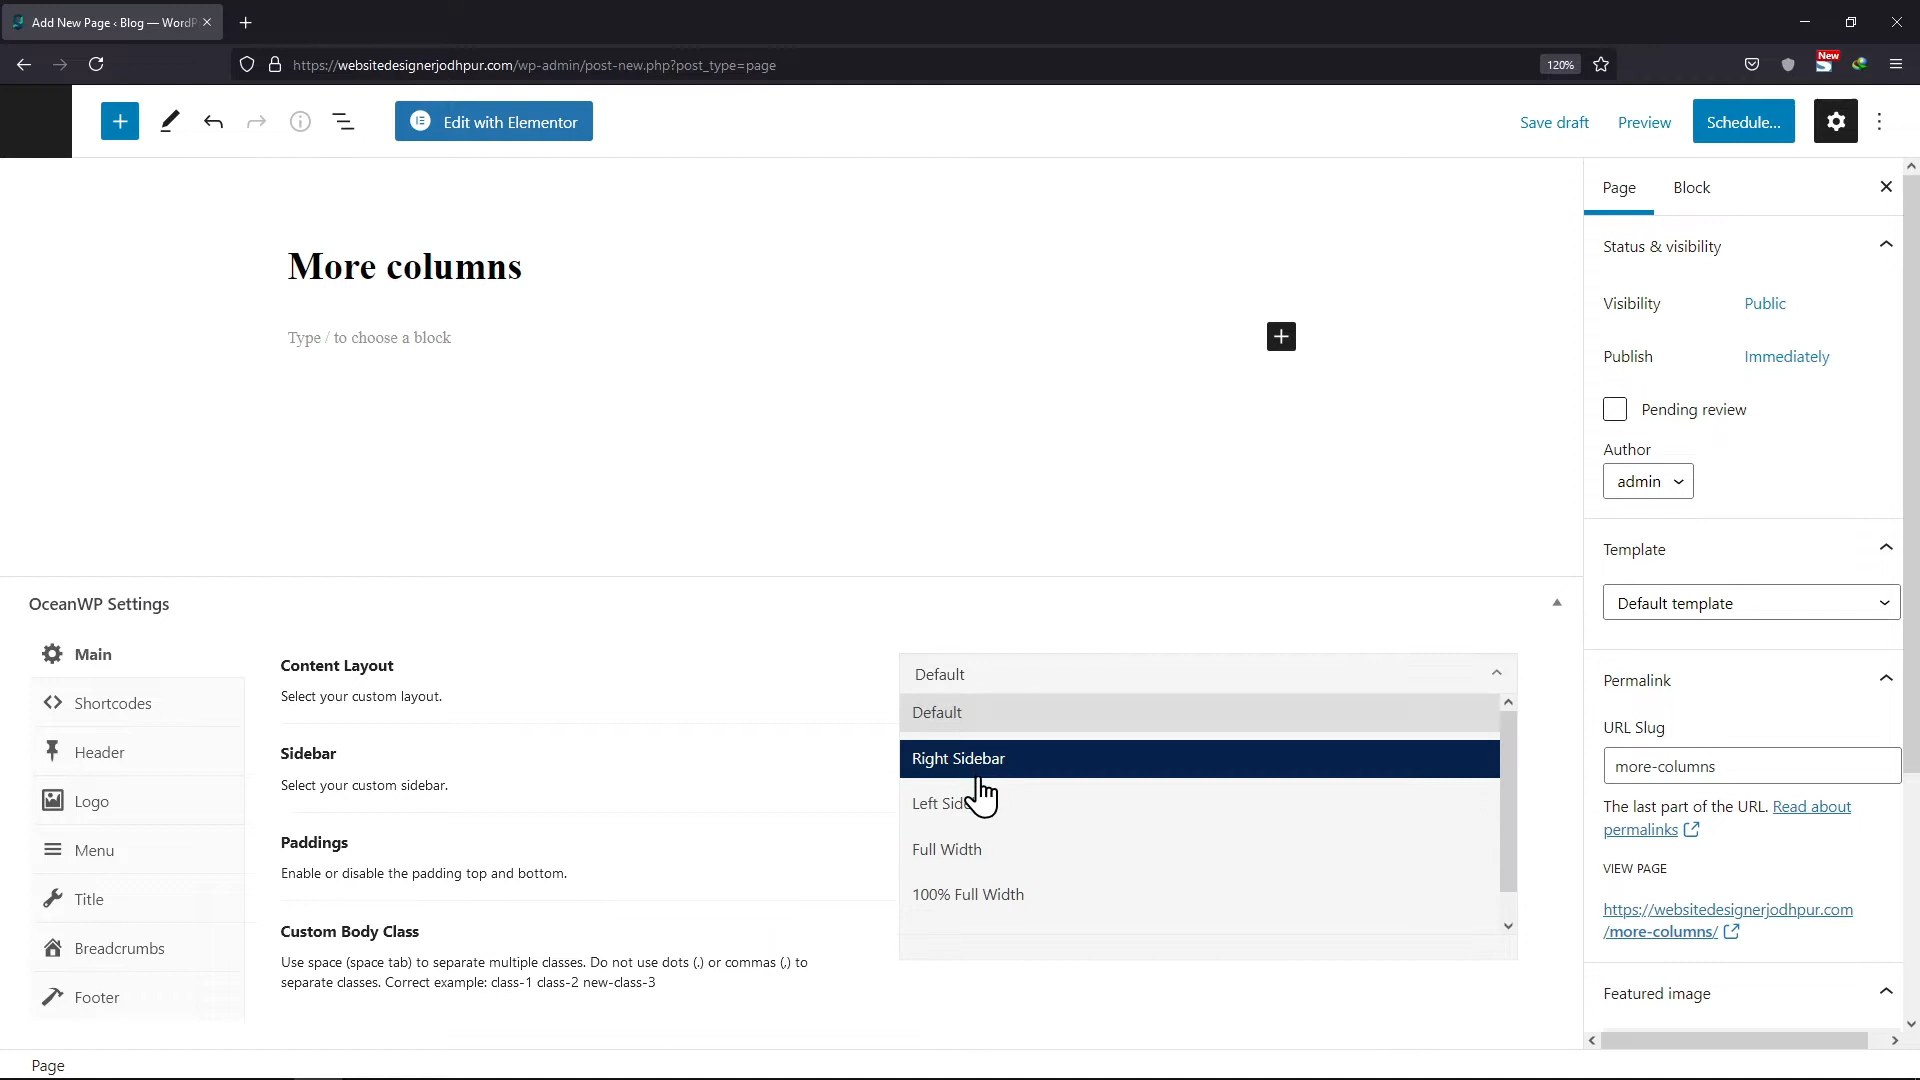 Add New Page ‹ Blog — WordP
https://websitedesignerjodhpur.com/wp-admin/post-new.php?post_type=page
120%
New
Edit with Elementor
Save draft
Preview
Schedule...
Page
Block
More columns
Type / to choose a block
Status & visibility
Visibility
Public
Publish
Immediately
Pending review
Author
admin
Template
Default template
Permalink
URL Slug
more-columns
The last part of the URL. Read about
permalinks
VIEW PAGE
https://websitedesignerjodhpur.com
/more-columns/
Featured image
OceanWP Settings
Main
Shortcodes
Header
Logo
Menu
Title
Breadcrumbs
Footer
Content Layout
Select your custom layout.
Sidebar
Select your custom sidebar.
Paddings
Enable or disable the padding top and bottom.
Custom Body Class
Use space (space tab) to separate multiple classes. Do not use dots (.) or commas (,) to
separate classes. Correct example: class-1 class-2 new-class-3
Default
Default
Right Sidebar
Left Side
Full Width
100% Full Width
Page